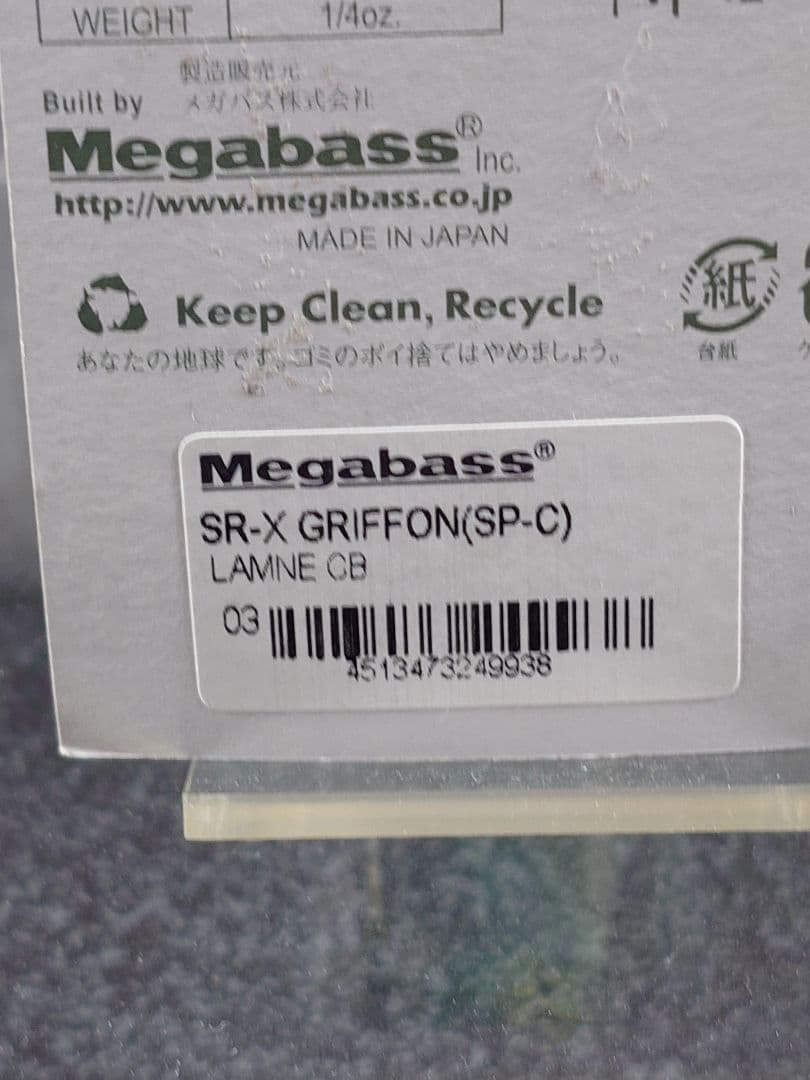 WEIGHT 1/4oz.
製造販売元
Built by メガバス株式会社
Megabass® Inc.
http://www.megabass.co.jp
MADE IN JAPAN
Keep Clean, Recycle
あなたの地球です。ゴミのポイ捨てはやめましょう。
紙
台紙
Megabass®
SR-X GRIFFON(SP-C)
LAMNE CB
03
4513473249938